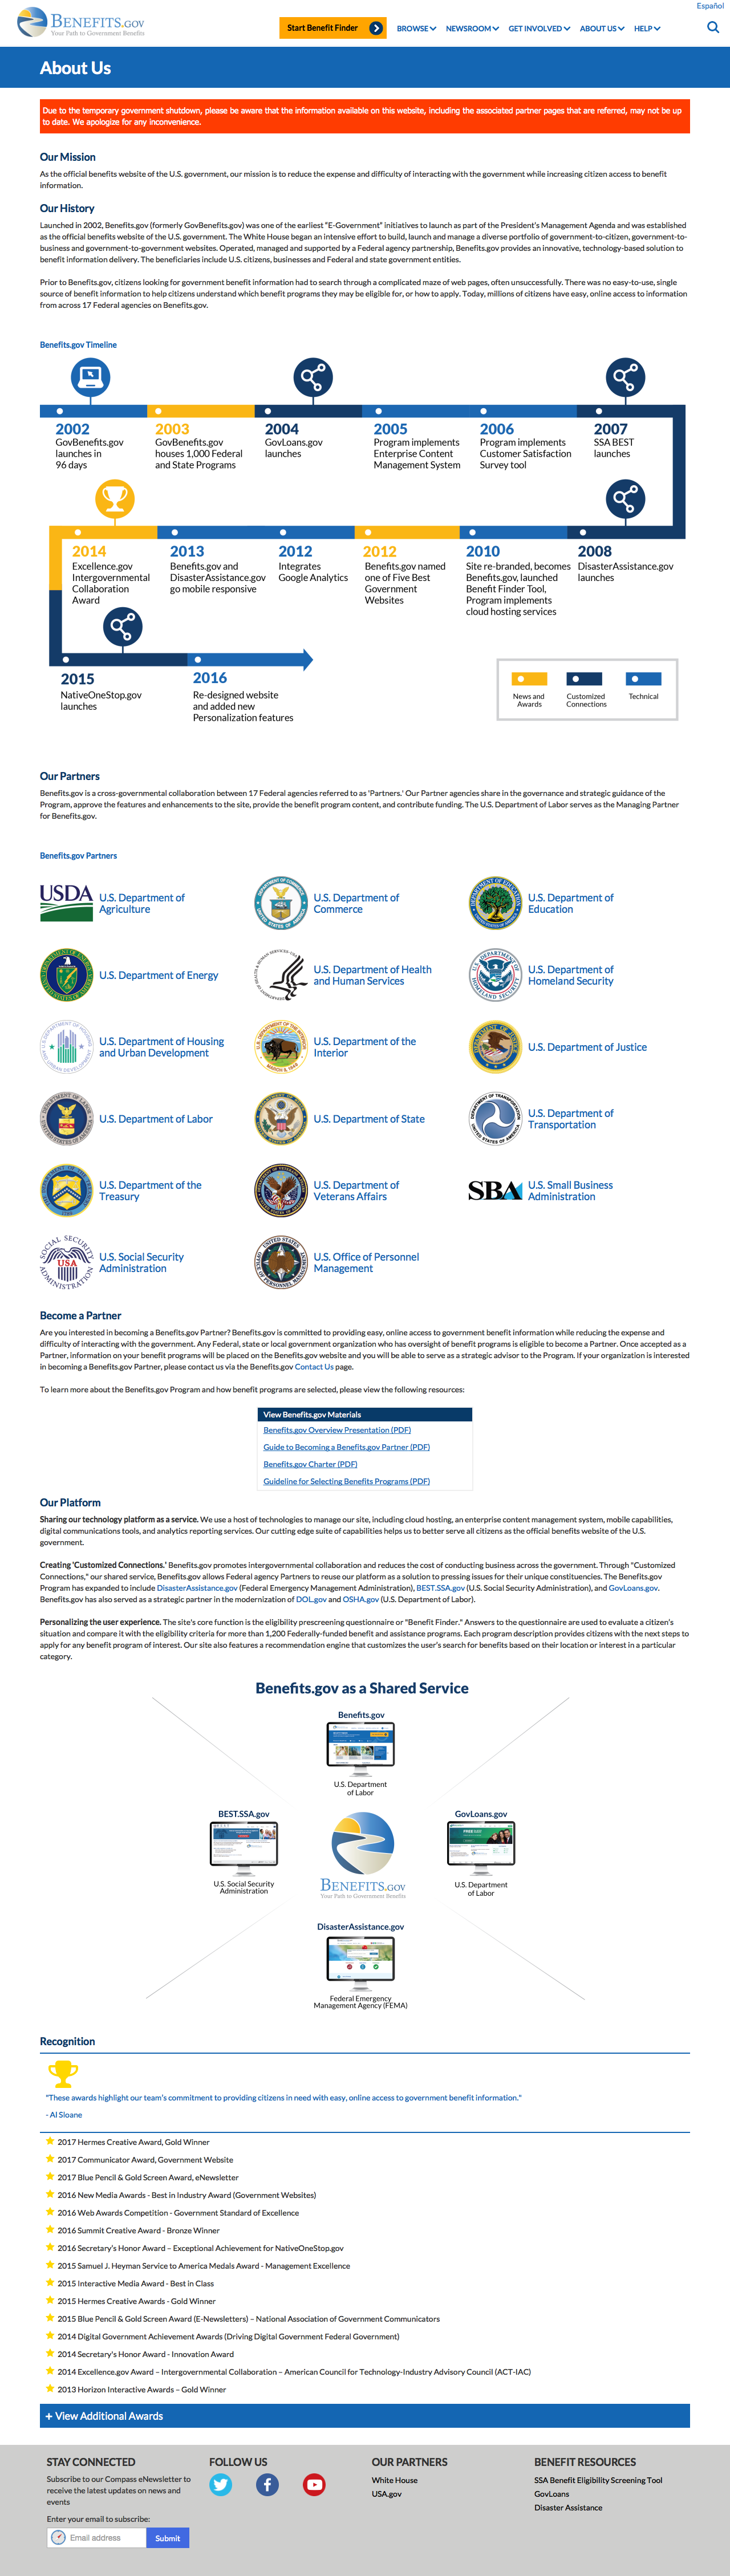 Español
BENEFITS.GOV
Your Path to Government Benefits
Start Benefit Finder
BROWSE
NEWSROOM
GET INVOLVED
ABOUT US
HELP
About Us
Due to the temporary government shutdown, please be aware that the information available on this website, including the associated partner pages that are referred, may not be up
to date. We apologize for any inconvenience.
Our Mission
As the official benefits website of the U.S. government, our mission is to reduce the expense and difficulty of interacting with the government while increasing citizen access to benefit
information.
Our History
Launched in 2002, Benefits.gov (formerly GovBenefits.gov) was one of the earliest "E-Government" initiatives to launch as part of the President's Management Agenda and was established
as the official benefits website of the U.S. government. The White House began an intensive effort to build, launch and manage a diverse portfolio of government-to-citizen, government-to-
business and government-to-government websites. Operated, managed and supported by a Federal agency partnership, Benefits.gov provides an innovative, technology-based solution to
benefit information delivery. The beneficiaries include U.S. citizens, businesses and Federal and state government entities.
Prior to Benefits.gov, citizens looking for government benefit information had to search through a complicated maze of web pages, often unsuccessfully. There was no easy-to-use, single
source of benefit information to help citizens understand which benefit programs they may be eligible for, or how to apply. Today, millions of citizens have easy, online access to information
from across 17 Federal agencies on Benefits.gov.
Benefits.gov Timeline
2002
GovBenefits.gov
launches in
96 days
2003
GovBenefits.gov
houses 1,000 Federal
and State Programs
2004
GovLoans.gov
launches
2005
Program implements
Enterprise Content
Management System
2006
Program implements
Customer Satisfaction
Survey tool
2007
SSA BEST
launches
2014
Excellence.gov
Intergovernmental
Collaboration
Award
2013
Benefits.gov and
DisasterAssistance.gov
go mobile responsive
2012
Integrates
Google Analytics
2012
Benefits.gov named
one of Five Best
Government
Websites
2010
Site re-branded, becomes
Benefits.gov, launched
Benefit Finder Tool,
Program implements
cloud hosting services
2008
DisasterAssistance.gov
launches
2015
NativeOneStop.gov
launches
2016
Re-designed website
and added new
Personalization features
News and
Awards
Customized
Connections
Technical
Our Partners
Benefits.gov is a cross-governmental collaboration between 17 Federal agencies referred to as 'Partners.' Our Partner agencies share in the governance and strategic guidance of the
Program, approve the features and enhancements to the site, provide the benefit program content, and contribute funding. The U.S. Department of Labor serves as the Managing Partner
for Benefits.gov.
Benefits.gov Partners
USDA
U.S. Department of
Agriculture
U.S. Department of
Commerce
U.S. Department of
Education
U.S. Department of Energy
U.S. Department of Health
and Human Services
U.S. Department of
Homeland Security
U.S. Department of Housing
and Urban Development
U.S. Department of the
Interior
U.S. Department of Justice
U.S. Department of Labor
U.S. Department of State
U.S. Department of
Transportation
U.S. Department of the
Treasury
U.S. Department of
Veterans Affairs
SBA
U.S. Small Business
Administration
SOCIAL SECURITY ADMINISTRATION
USA
U.S. Social Security
Administration
U.S. Office of Personnel
Management
Become a Partner
Are you interested in becoming a Benefits.gov Partner? Benefits.gov is committed to providing easy, online access to government benefit information while reducing the expense and
difficulty of interacting with the government. Any Federal, state or local government organization who has oversight of benefit programs is eligible to become a Partner. Once accepted as a
Partner, information on your benefit programs will be placed on the Benefits.gov website and you will be able to serve as a strategic advisor to the Program. If your organization is interested
in becoming a Benefits.gov Partner, please contact us via the Benefits.gov Contact Us page.
To learn more about the Benefits.gov Program and how benefit programs are selected, please view the following resources:
View Benefits.gov Materials
Benefits.gov Overview Presentation (PDF)
Guide to Becoming a Benefits.gov Partner (PDF)
Benefits.gov Charter (PDF)
Guideline for Selecting Benefits Programs (PDF)
Our Platform
Sharing our technology platform as a service. We use a host of technologies to manage our site, including cloud hosting, an enterprise content management system, mobile capabilities,
digital communications tools, and analytics reporting services. Our cutting edge suite of capabilities helps us to better serve all citizens as the official benefits website of the U.S.
government.
Creating 'Customized Connections.' Benefits.gov promotes intergovernmental collaboration and reduces the cost of conducting business across the government. Through "Customized
Connections," our shared service, Benefits.gov allows Federal agency Partners to reuse our platform as a solution to pressing issues for their unique constituencies. The Benefits.gov
Program has expanded to include DisasterAssistance.gov (Federal Emergency Management Administration), BEST.SSA.gov (U.S. Social Security Administration), and GovLoans.gov.
Benefits.gov has also served as a strategic partner in the modernization of DOL.gov and OSHA.gov (U.S. Department of Labor).
Personalizing the user experience. The site's core function is the eligibility prescreening questionnaire or "Benefit Finder." Answers to the questionnaire are used to evaluate a citizen's
situation and compare it with the eligibility criteria for more than 1,200 Federally-funded benefit and assistance programs. Each program description provides citizens with the next steps to
apply for any benefit program of interest. Our site also features a recommendation engine that customizes the user's search for benefits based on their location or interest in a particular
category.
Benefits.gov as a Shared Service
Benefits.gov
U.S. Department
of Labor
BEST.SSA.gov
U.S. Social Security
Administration
BENEFITS.GOV
Your Path to Government Benefits
GovLoans.gov
U.S. Department
of Labor
DisasterAssistance.gov
Federal Emergency
Management Agency (FEMA)
Recognition
"These awards highlight our team's commitment to providing citizens in need with easy, online access to government benefit information."
- Al Sloane
2017 Hermes Creative Award, Gold Winner
2017 Communicator Award, Government Website
2017 Blue Pencil & Gold Screen Award, eNewsletter
2016 New Media Awards - Best in Industry Award (Government Websites)
2016 Web Awards Competition - Government Standard of Excellence
2016 Summit Creative Award - Bronze Winner
2016 Secretary's Honor Award – Exceptional Achievement for NativeOneStop.gov
2015 Samuel J. Heyman Service to America Medals Award - Management Excellence
2015 Interactive Media Award - Best in Class
2015 Hermes Creative Awards - Gold Winner
2015 Blue Pencil & Gold Screen Award (E-Newsletters) – National Association of Government Communicators
2014 Digital Government Achievement Awards (Driving Digital Government Federal Government)
2014 Secretary's Honor Award - Innovation Award
2014 Excellence.gov Award – Intergovernmental Collaboration – American Council for Technology-Industry Advisory Council (ACT-IAC)
2013 Horizon Interactive Awards – Gold Winner
+ View Additional Awards
STAY CONNECTED
Subscribe to our Compass eNewsletter to
receive the latest updates on news and
events
Enter your email to subscribe:
Email address
Submit
FOLLOW US
OUR PARTNERS
White House
USA.gov
BENEFIT RESOURCES
SSA Benefit Eligibility Screening Tool
GovLoans
Disaster Assistance